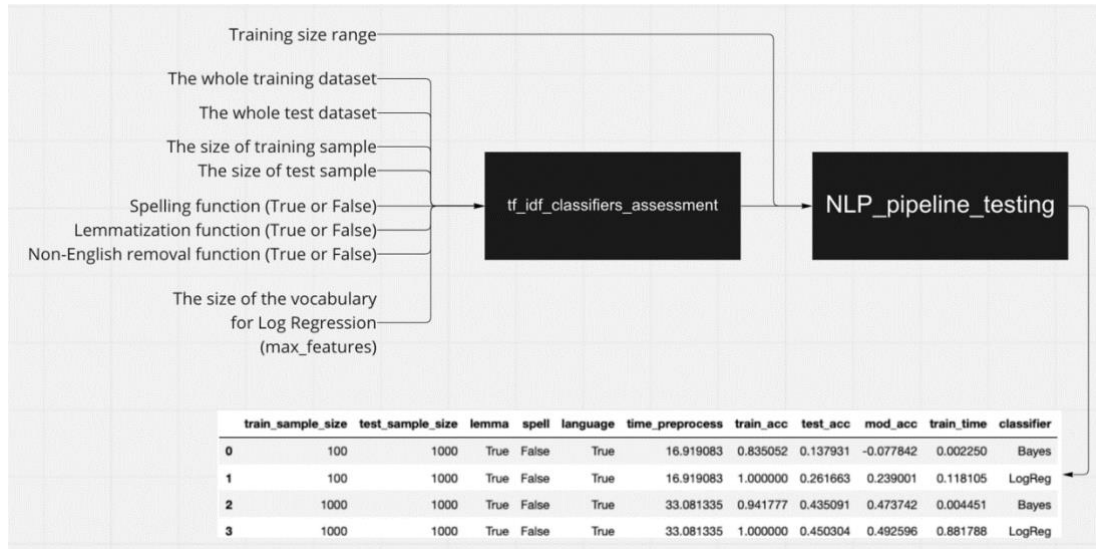 Training size range
The whole training dataset
The whole test dataset
The size of training sample
The size of test sample
Spelling function (True or False)
Lemmatization function (True or False)
Non-English removal function (True or False)
The size of the vocabulary
for Log Regression
(max_features)
tf_idf_classifiers_assessment
NLP_pipeline_testing
train_sample_size test_sample_size lemma spell language time_preprocess train_acc test_acc mod_acc train_time classifier
0 100 1000 True False True 16.919083 0.835052 0.137931 -0.077842 0.002250 Bayes
1 100 1000 True False True 16.919083 1.000000 0.261663 0.239001 0.118105 LogReg
2 1000 1000 True False True 33.081335 0.941777 0.435091 0.473742 0.004451 Bayes
3 1000 1000 True False True 33.081335 1.000000 0.450304 0.492596 0.881788 LogReg